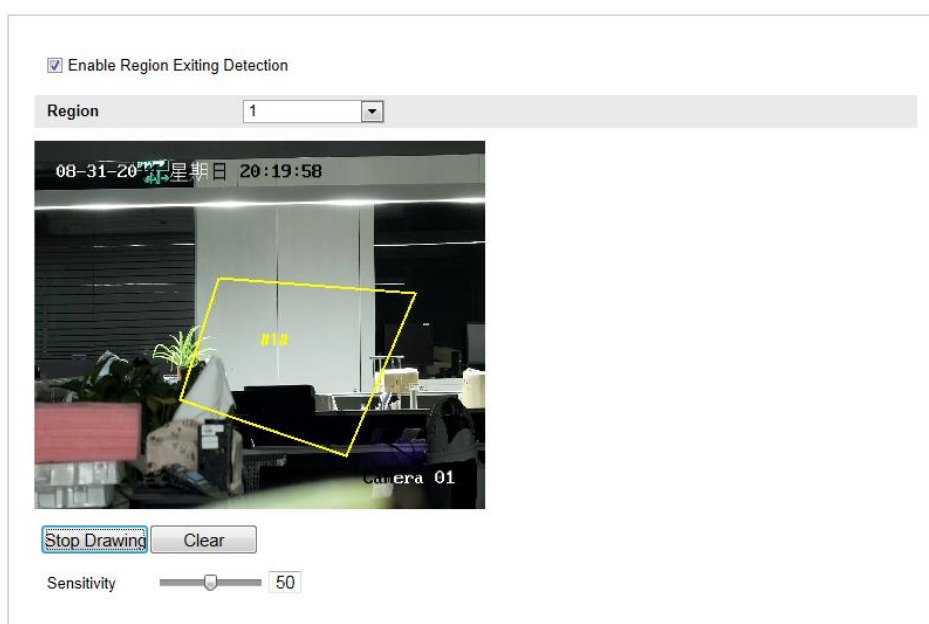 Enable Region Exiting Detection
Region 1
08-31-20 星期日 20:19:58
#1#
Camera 01
Stop Drawing Clear
Sensitivity 50